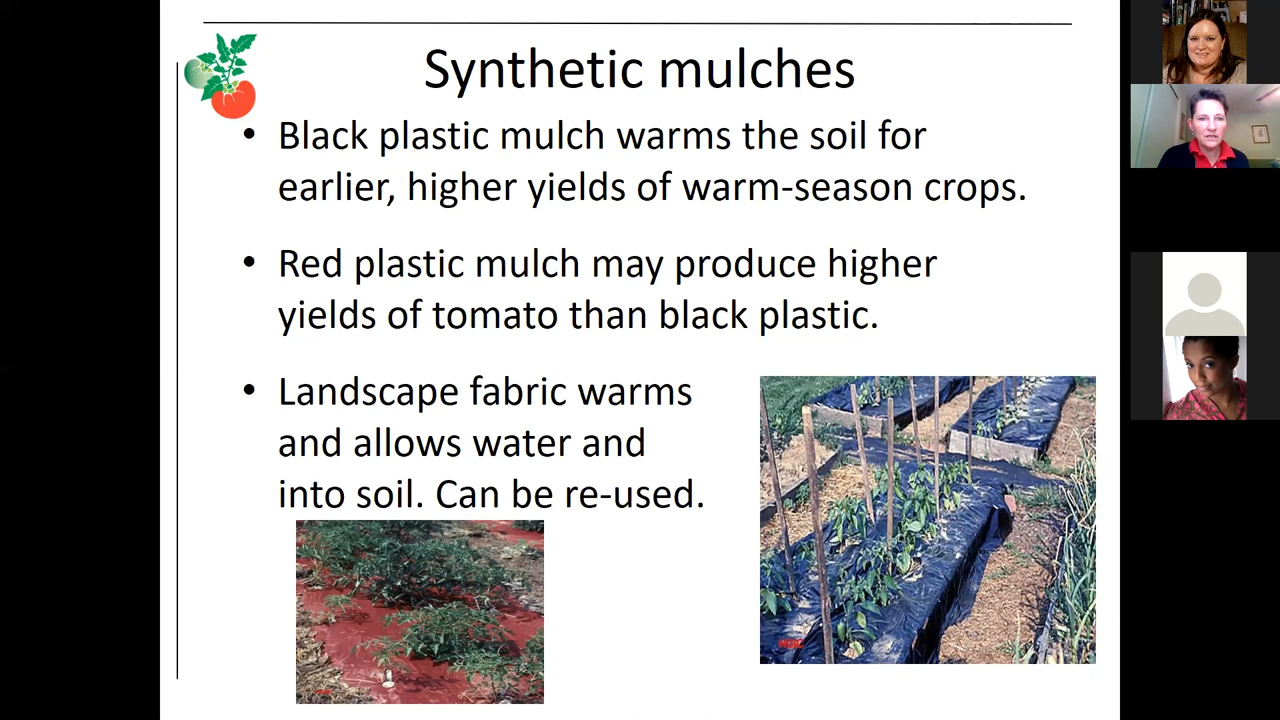 Synthetic mulches
• Black plastic mulch warms the soil for
earlier, higher yields of warm-season crops.
• Red plastic mulch may produce higher
yields of tomato than black plastic.
• Landscape fabric warms
and allows water and
into soil. Can be re-used.